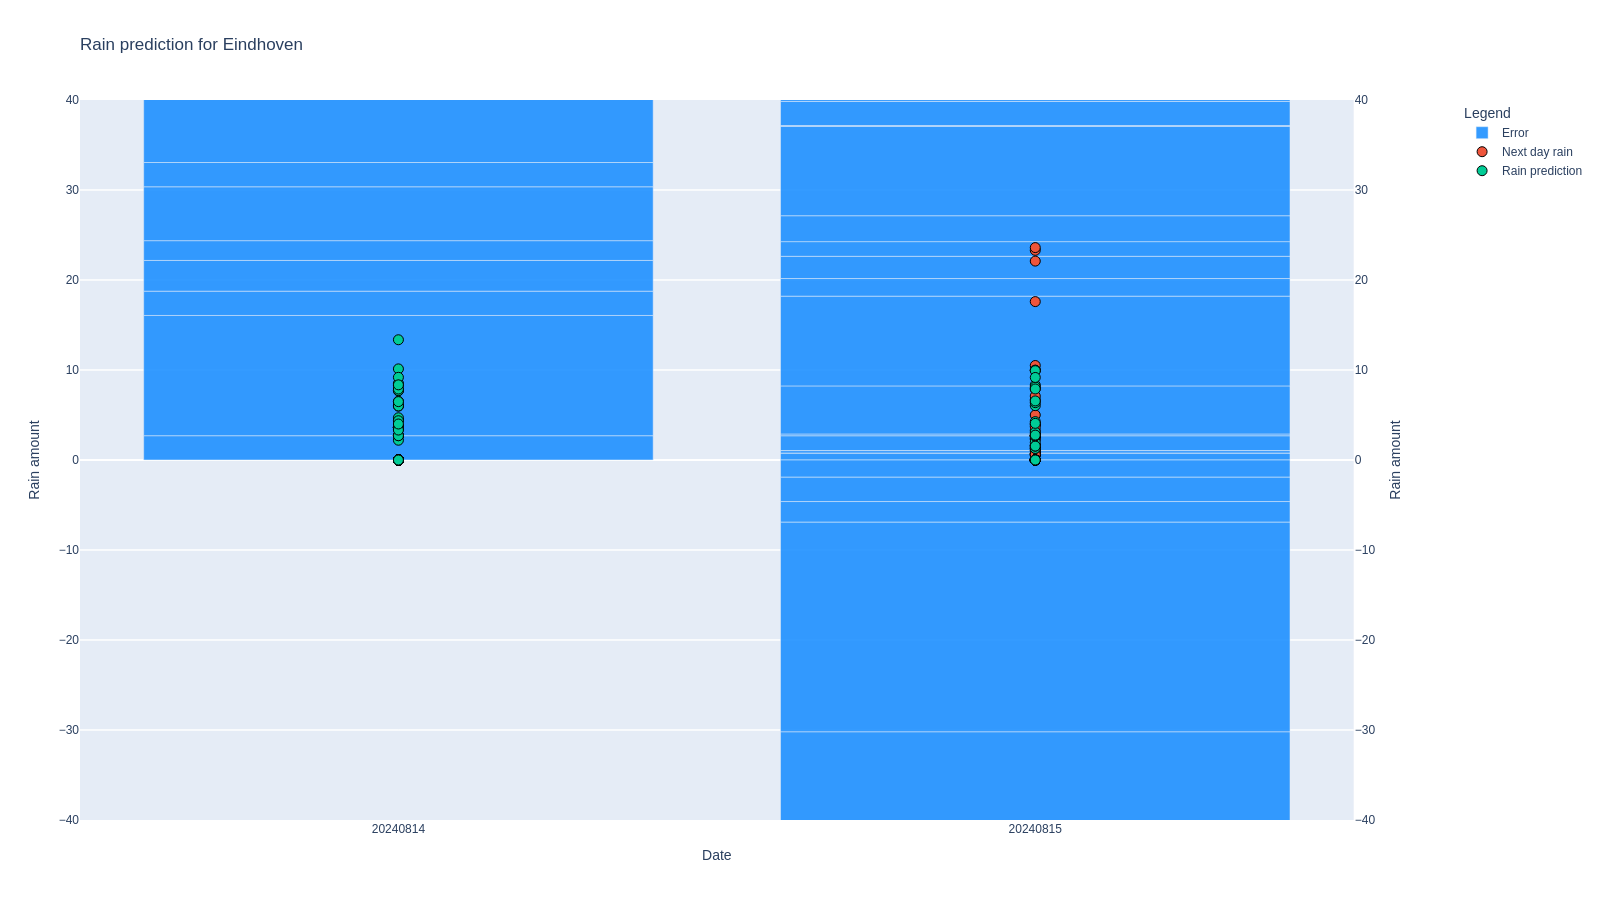 Rain prediction for Eindhoven
Legend
Error
Next day rain
Rain prediction
40
30
20
10
0
−10
−20
−30
−40
Rain amount
40
30
20
10
0
−10
−20
−30
−40
Rain amount
20240814
20240815
Date